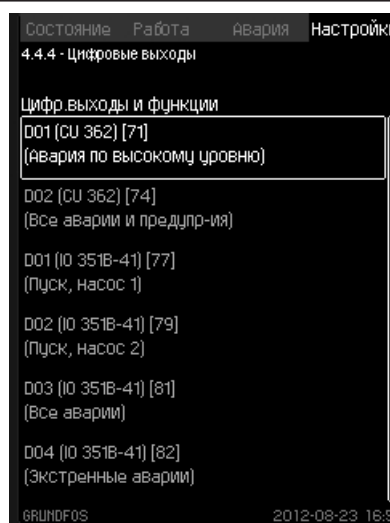 Состояние Работа Авария Настройки
4.4.4 - Цифровые выходы
Цифр.выходы и функции
DO1 (CU 362) [71]
(Авария по высокому уровню)
DO2 (CU 362) [74]
(Все аварии и предупр-ия)
DO1 (IO 351B-41) [77]
(Пуск, насос 1)
DO2 (IO 351B-41) [79]
(Пуск, насос 2)
DO3 (IO 351B-41) [81]
(Все аварии)
DO4 (IO 351B-41) [82]
(Экстренные аварии)
GRUNDFOS 2012-08-23